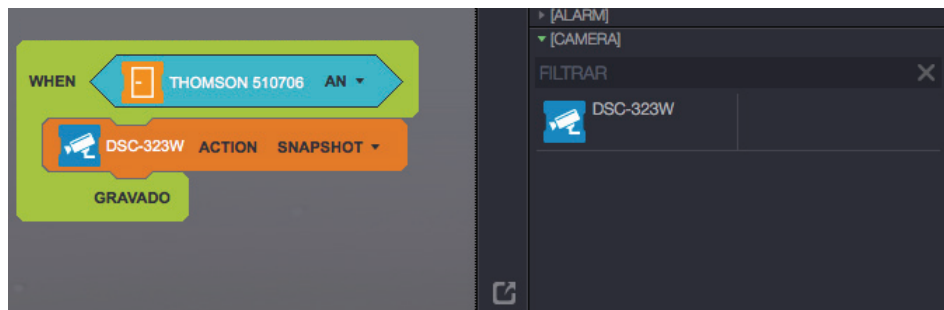 WHEN THOMSON 510706 AN
DSC-323W ACTION SNAPSHOT
GRAVADO
[ALARM]
[CAMERA]
FILTRAR
DSC-323W